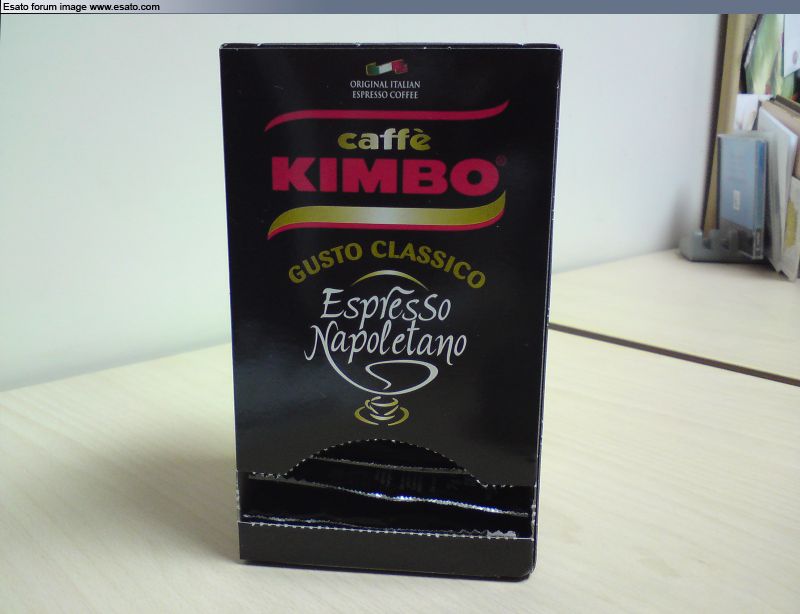 Esato forum image www.esato.com
ORIGINAL ITALIAN
ESPRESSO COFFEE
caffè
KIMBO®
GUSTO CLASSICO
Espresso
Napoletano